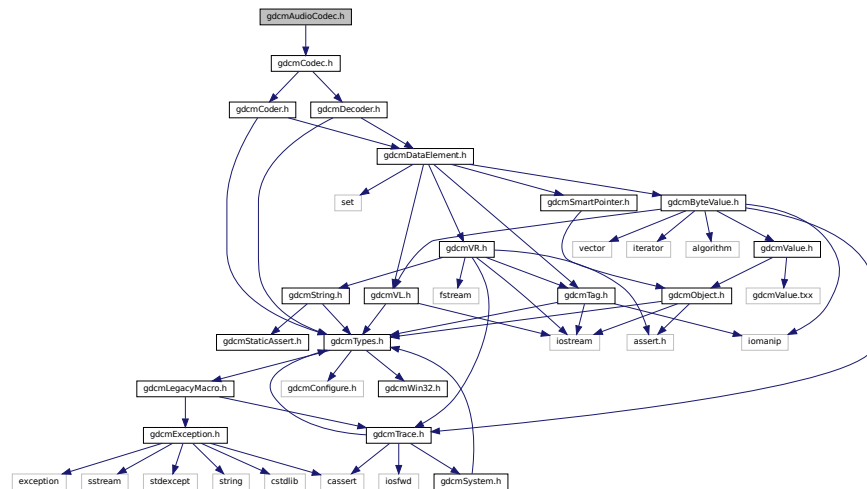 gdcmAudioCodec.h
gdcmCodec.h
gdcmCoder.h
gdcmDecoder.h
gdcmDataElement.h
set
gdcmSmartPointer.h
gdcmByteValue.h
gdcmVR.h
vector
iterator
algorithm
gdcmValue.h
gdcmString.h
gdcmVL.h
fstream
gdcmTag.h
gdcmObject.h
gdcmValue.txx
gdcmStaticAssert.h
gdcmTypes.h
iostream
assert.h
iomanip
gdcmLegacyMacro.h
gdcmConfigure.h
gdcmWin32.h
gdcmException.h
gdcmTrace.h
exception
sstream
stdexcept
string
cstdlib
cassert
iosfwd
gdcmSystem.h